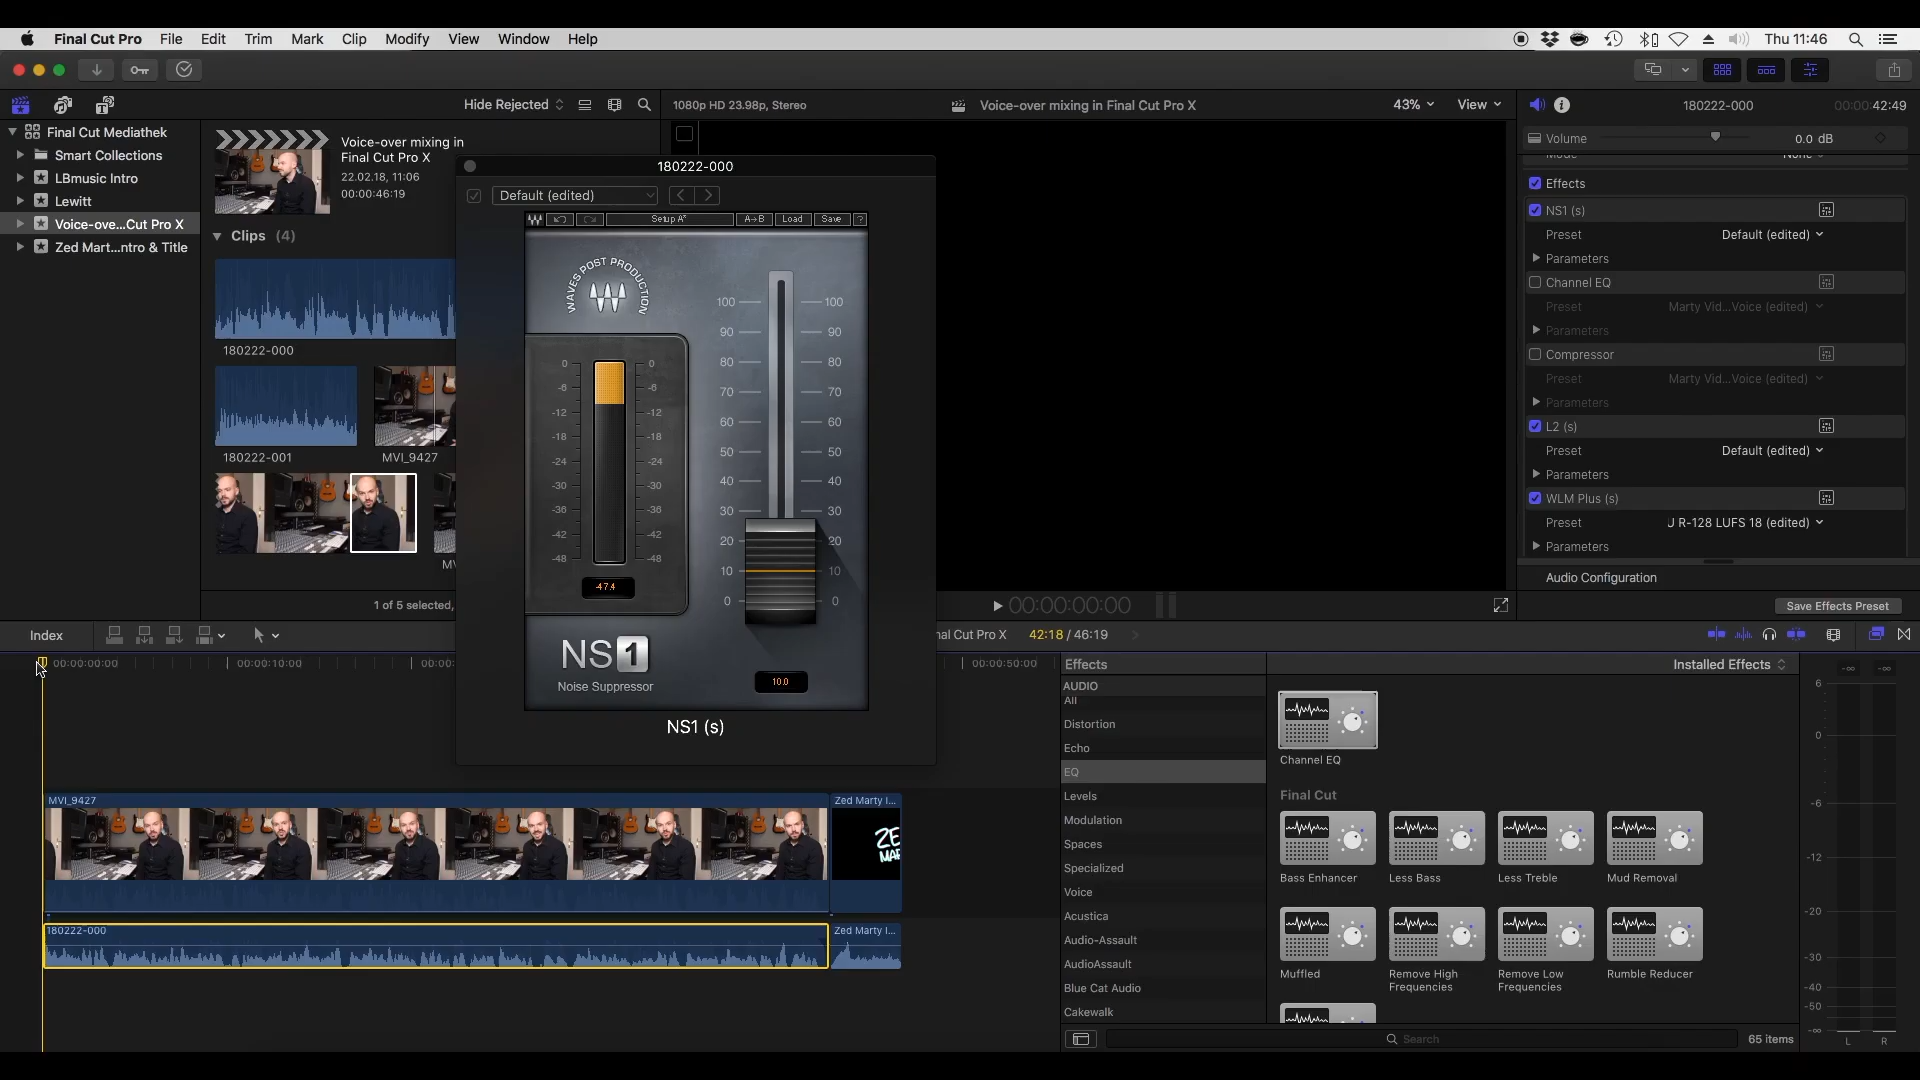 Final Cut Pro File Edit Trim Mark Clip Modify View Window Help Thu 11:46
Hide Rejected 1080p HD 23.98p, Stereo Voice-over mixing in Final Cut Pro X 43% View 180222-000 00:00:42:49
Final Cut Mediathek
Smart Collections
LBmusic Intro
Lewitt
Voice-ove...Cut Pro X
Zed Mart...ntro & Title
Voice-over mixing in
Final Cut Pro X
22.02.18, 11:06
00:00:46:19
Clips (4)
180222-000
180222-001 MVI_9427
1 of 5 selected,
180222-000
Default (edited)
Setup A* A->B Load Save ?
WAVES POST PRODUCTION
100 100
90 90
80 80
70 70
60 60
50 50
40 40
30 30
20 20
10 10
0 0
0 0
-6 -6
-12 -12
-18 -18
-24 -24
-30 -30
-36 -36
-42 -42
-48 -48
-47.4
NS1
Noise Suppressor
10.0
NS1 (s)
Volume 0.0 dB
Effects
NS1 (s)
Preset Default (edited)
Parameters
Channel EQ
Preset Marty Vid...Voice (edited)
Parameters
Compressor
Preset Marty Vid...Voice (edited)
Parameters
L2 (s)
Preset Default (edited)
Parameters
WLM Plus (s)
Preset U R-128 LUFS 18 (edited)
Parameters
Audio Configuration
Save Effects Preset
00:00:00:00
Index nal Cut Pro X 42:18 / 46:19
00:00:00:00 00:00:10:00 00:00: 00:00:50:00
MVI_9427 Zed Marty I...
ZE
MAR
180222-000 Zed Marty I...
Effects Installed Effects
AUDIO
All
Distortion
Echo
EQ
Levels
Modulation
Spaces
Specialized
Voice
Acustica
Audio-Assault
AudioAssault
Blue Cat Audio
Cakewalk
Channel EQ
Final Cut
Bass Enhancer Less Bass Less Treble Mud Removal
Muffled Remove High Frequencies Remove Low Frequencies Rumble Reducer
Search 65 items
-∞ -∞
6
0
-6
-12
-20
-30
-40
-50
-∞
L R